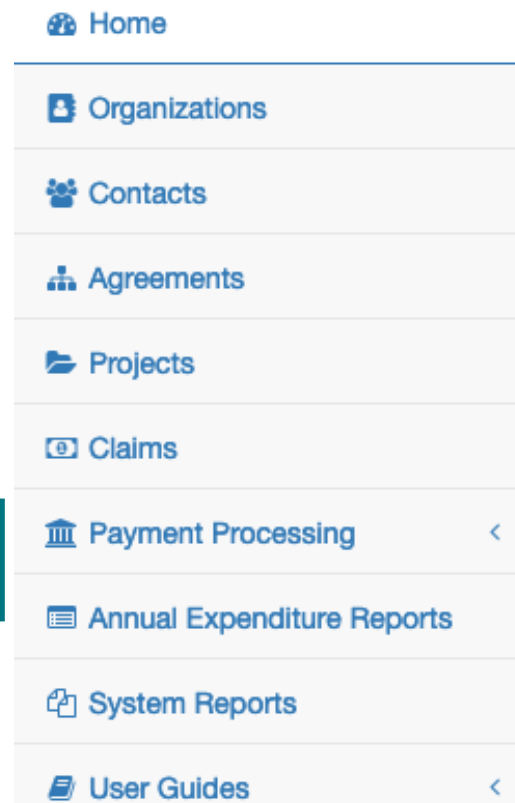 Home
Organizations
Contacts
Agreements
Projects
Claims
Payment Processing
Annual Expenditure Reports
System Reports
User Guides